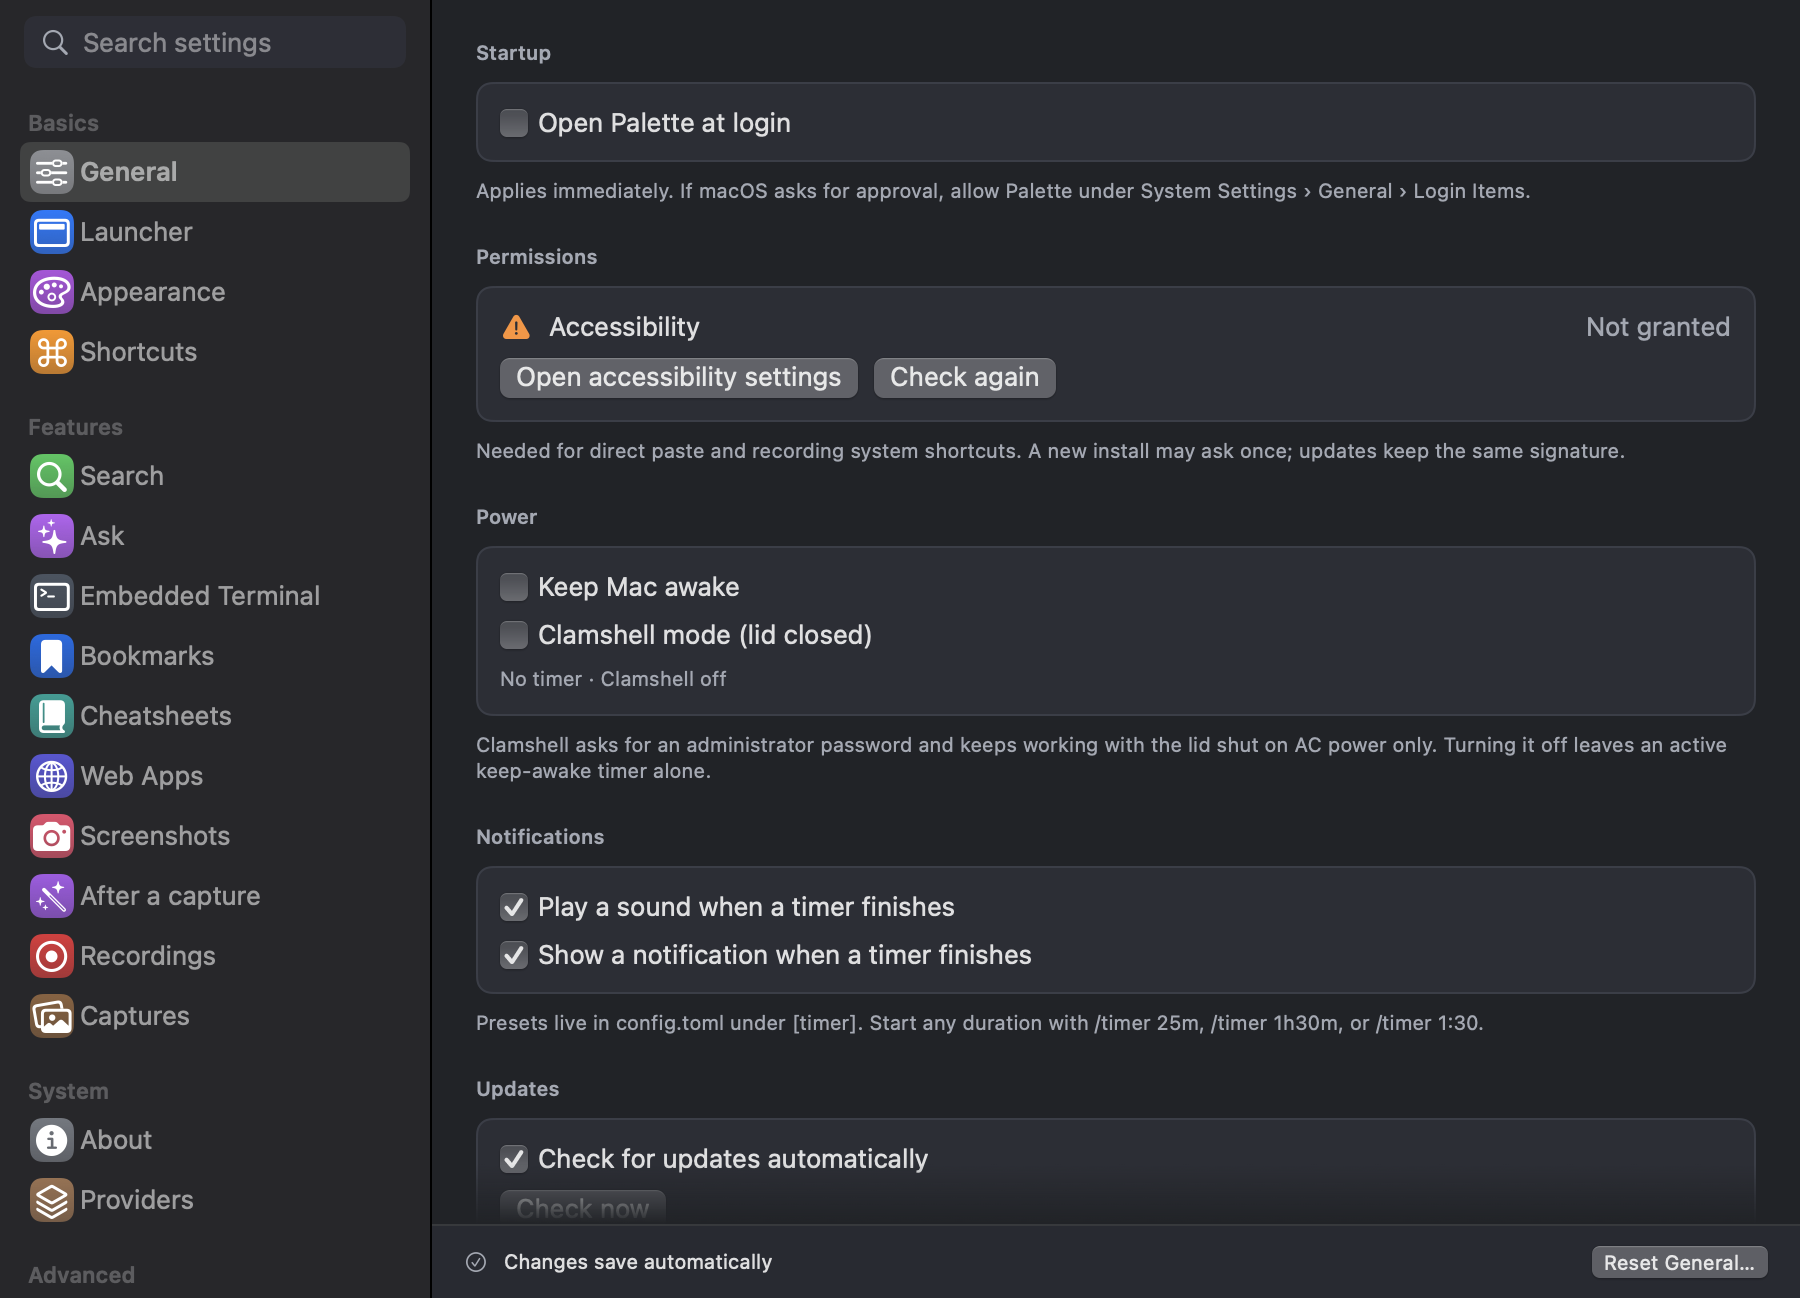 Search settings
Basics
General
Launcher
Appearance
Shortcuts
Features
Search
Ask
Embedded Terminal
Bookmarks
Cheatsheets
Web Apps
Screenshots
After a capture
Recordings
Captures
System
About
Providers
Advanced
Startup
Open Palette at login
Applies immediately. If macOS asks for approval, allow Palette under System Settings › General › Login Items.
Permissions
Accessibility
Not granted
Open accessibility settings
Check again
Needed for direct paste and recording system shortcuts. A new install may ask once; updates keep the same signature.
Power
Keep Mac awake
Clamshell mode (lid closed)
No timer · Clamshell off
Clamshell asks for an administrator password and keeps working with the lid shut on AC power only. Turning it off leaves an active
keep-awake timer alone.
Notifications
Play a sound when a timer finishes
Show a notification when a timer finishes
Presets live in config.toml under [timer]. Start any duration with /timer 25m, /timer 1h30m, or /timer 1:30.
Updates
Check for updates automatically
Check now
Changes save automatically
Reset General...